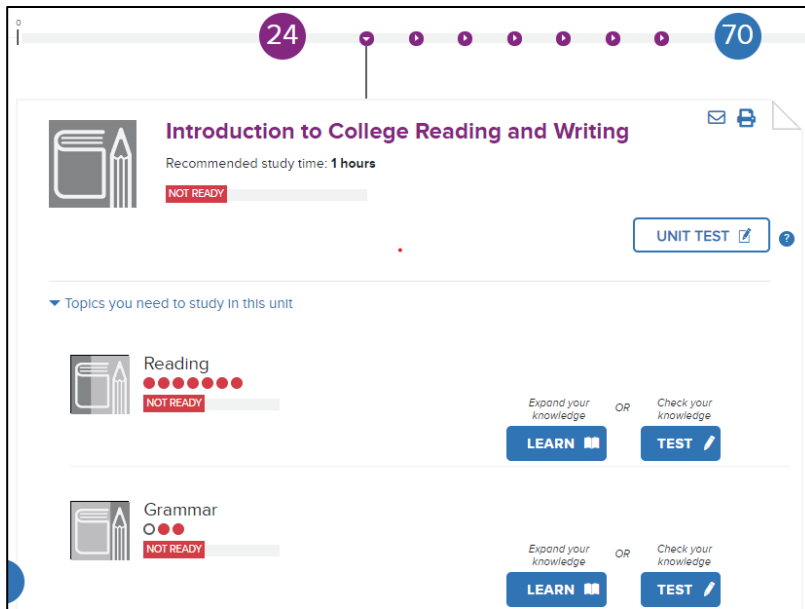 0
24
70
Introduction to College Reading and Writing
Recommended study time: 1 hours
NOT READY
UNIT TEST
?
Topics you need to study in this unit
Reading
NOT READY
Expand your
knowledge
OR
Check your
knowledge
LEARN
TEST
Grammar
NOT READY
Expand your
knowledge
OR
Check your
knowledge
LEARN
TEST